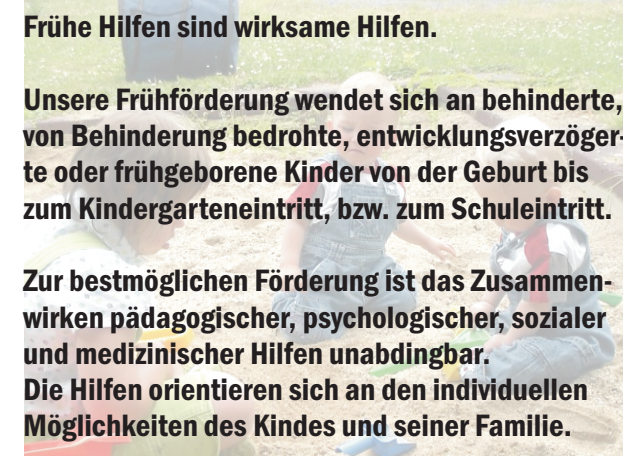 Frühe Hilfen sind wirksame Hilfen.
Unsere Frühförderung wendet sich an behinderte,
von Behinderung bedrohte, entwicklungsverzöger-
te oder frühgeborene Kinder von der Geburt bis
zum Kindergarteneintritt, bzw. zum Schuleintritt.
Zur bestmöglichen Förderung ist das Zusammen-
wirken pädagogischer, psychologischer, sozialer
und medizinischer Hilfen unabdingbar.
Die Hilfen orientieren sich an den individuellen
Möglichkeiten des Kindes und seiner Familie.